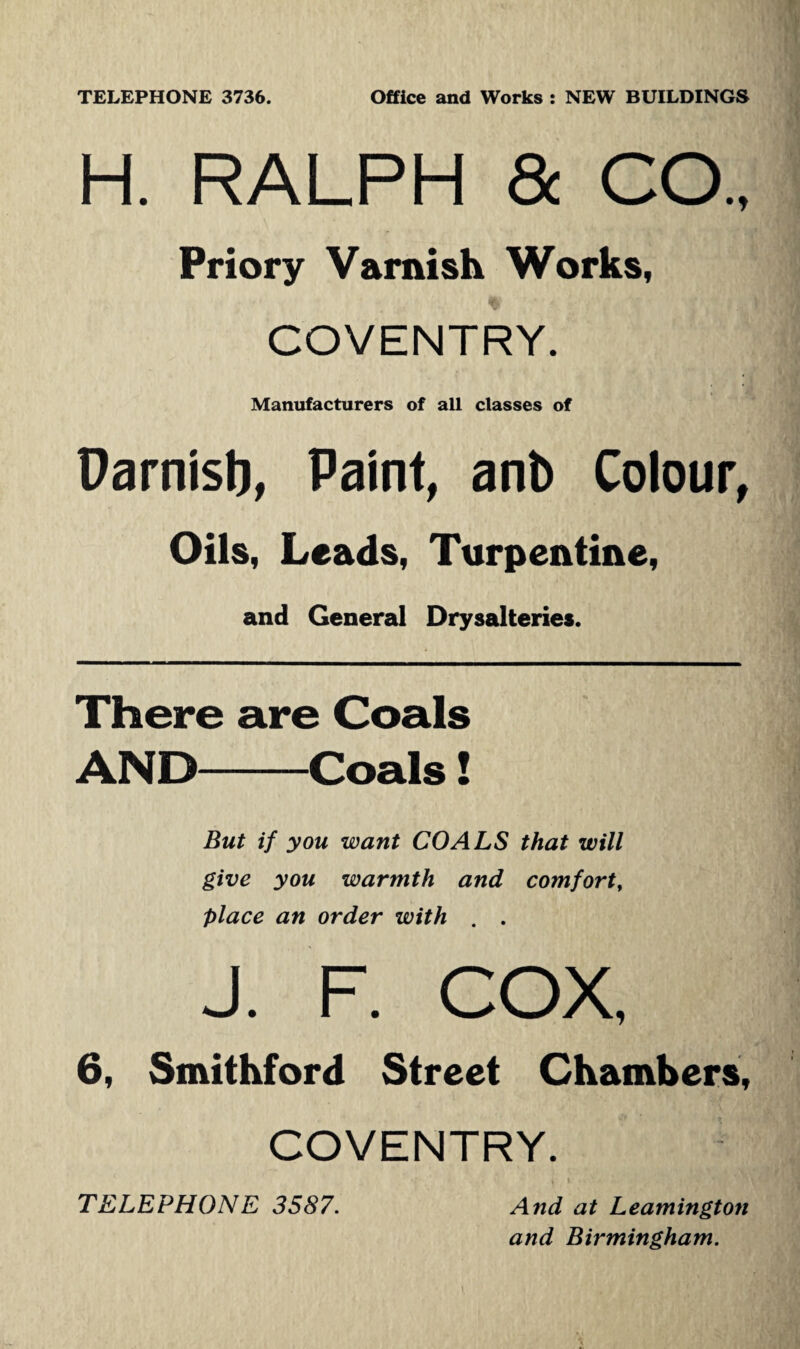 TELEPHONE 3736. Office and Works : NEW BUILDINGS
H. RALPH & CO.,
Priory Varnish Works,
COVENTRY.
Manufacturers of all classes of
Varnish, Paint, and Colour,
Oils, Leads, Turpentine,
and General Drysalteries.
There are Coals
AND——Coals!
But if you want COALS that will
give you warmth and comfort,
place an order with . .
J. F. COX,
6, Smithford Street Chambers,
COVENTRY.
TELEPHONE 3587. And at Leamington
and Birmingham.